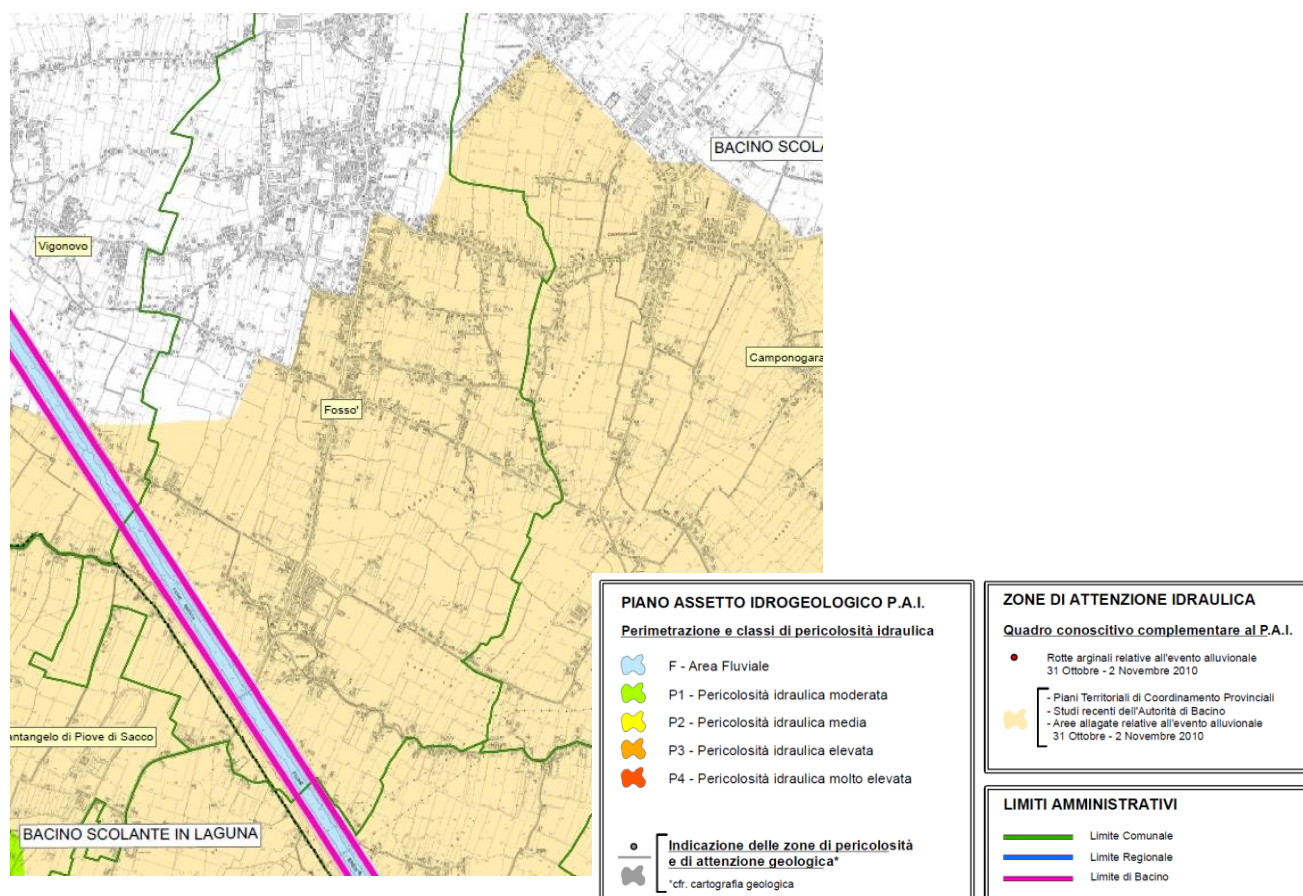 BACINO SCOLA
Vigonovo
Camponogara
Fosso'
antangelo di Piove di Sacco
BACINO SCOLANTE IN LAGUNA
PIANO ASSETTO IDROGEOLOGICO P.A.I.
Perimetrazione e classi di pericolosità idraulica
F - Area Fluviale
P1 - Pericolosità idraulica moderata
P2 - Pericolosità idraulica media
P3 - Pericolosità idraulica elevata
P4 - Pericolosità idraulica molto elevata
Indicazione delle zone di pericolosità
e di attenzione geologica*
*cfr. cartografia geologica
ZONE DI ATTENZIONE IDRAULICA
Quadro conoscitivo complementare al P.A.I.
Rotte arginali relative all'evento alluvionale
31 Ottobre - 2 Novembre 2010
- Piani Territoriali di Coordinamento Provinciali
- Studi recenti dell'Autorità di Bacino
- Aree allagate relative all'evento alluvionale
31 Ottobre - 2 Novembre 2010
LIMITI AMMINISTRATIVI
Limite Comunale
Limite Regionale
Limite di Bacino